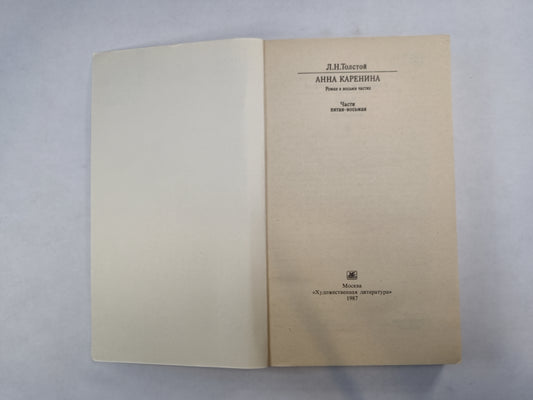 Л.Н.Толстой
АННА КАРЕНИНА
Роман в восьми частях
Части
пятая-восьмая
Москва
«Художественная литература»
1987